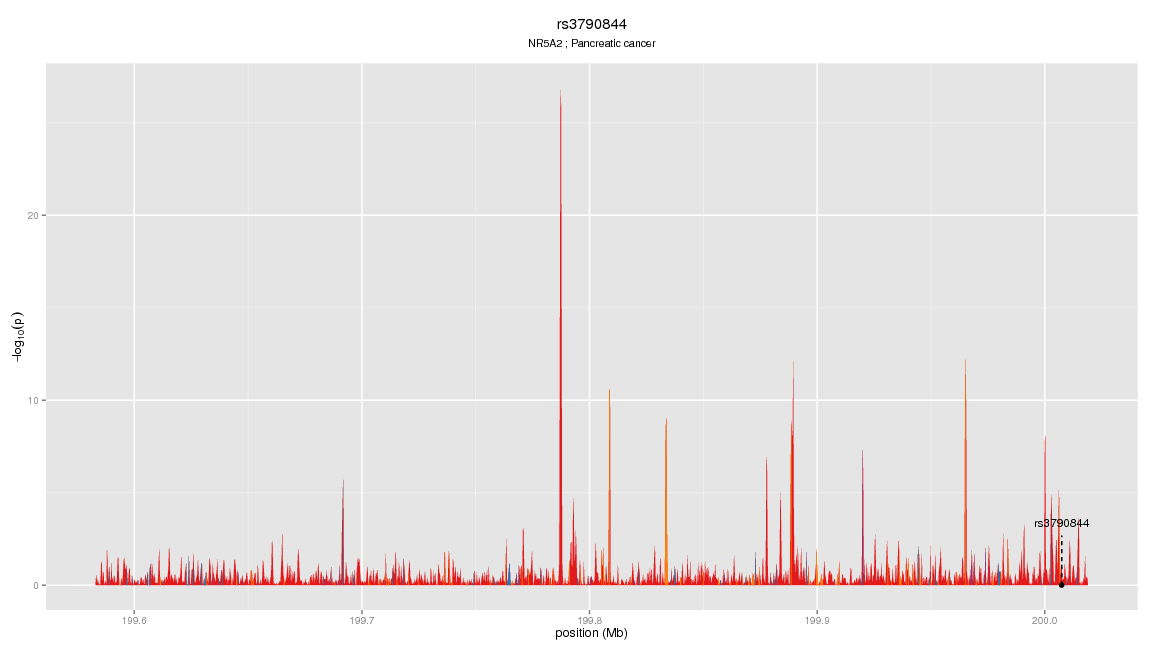 rs3790844
NR5A2 ; Pancreatic cancer
−log10(p)
20
10
0
rs3790844
199.6
199.7
199.8
199.9
200.0
position (Mb)